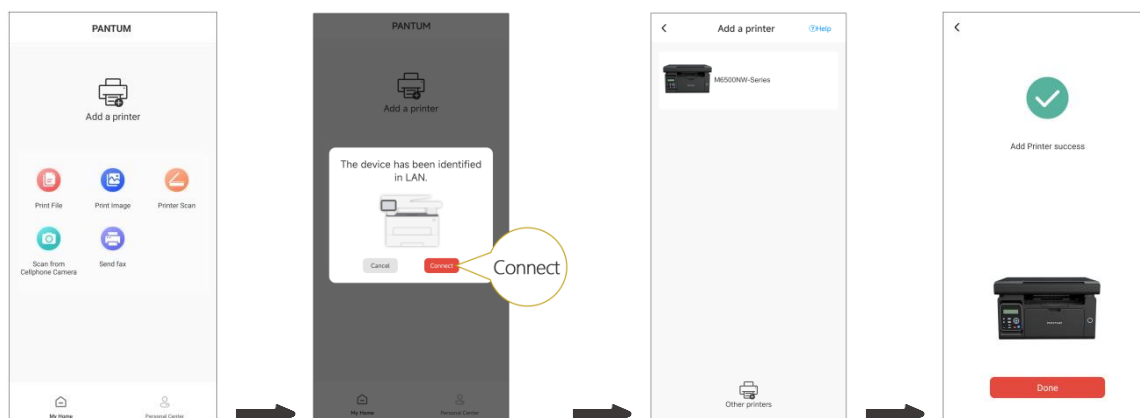 PANTUM
Add a printer
Print File
Print Image
Printer Scan
Scan from
Cellphone Camera
Send fax
My Home
Personal Center
PANTUM
Add a printer
The device has been identified
in LAN.
Cancel
Connect
Connect
My Home
Personal Center
Add a printer
?Help
M6500NW-Series
Other printers
Add Printer success
PANTUM
Done